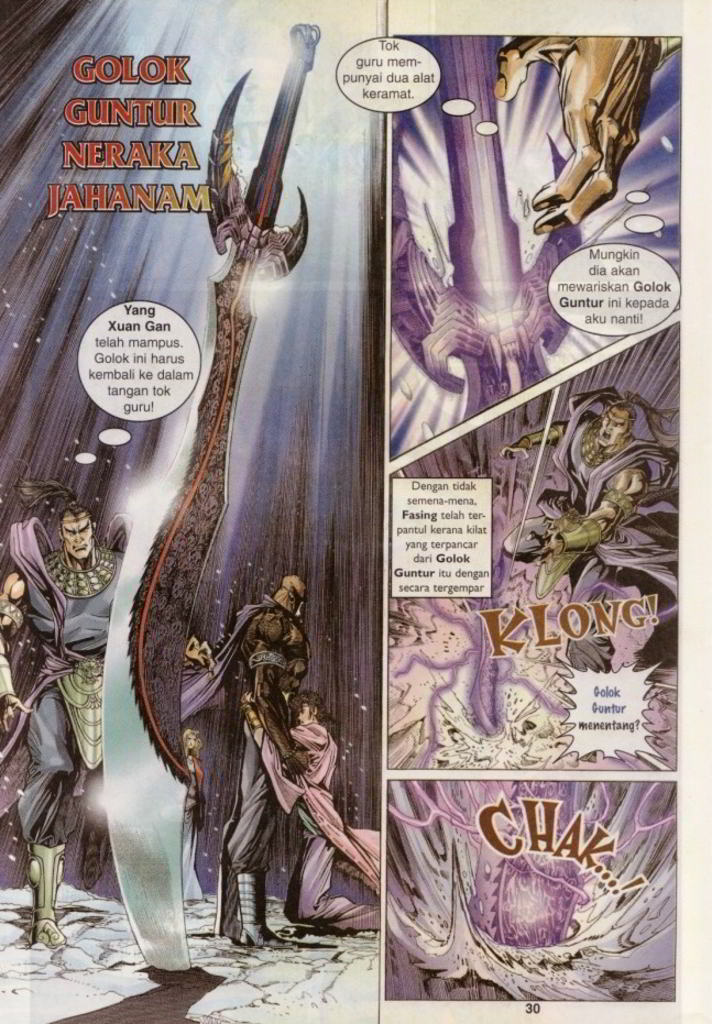 GOLOK
GUNTUR
NERAKA
JAHANAM
Yang
Xuan Gan
telah mampus.
Golok ini harus
kembali ke dalam
tangan tok
guru!
Tok
guru mem-
punyai dua alat
keramat.
Mungkin
dia akan
mewariskan Golok
Guntur ini kepada
aku nanti!
Dengan tidak
semena-mena,
Fasing telah ter-
pantul kerana kilat
yang terpancar
dari Golok
Guntur itu dengan
secara tergempar
KLONG!
Golok
Guntur
menentang?
CHAK...!
30